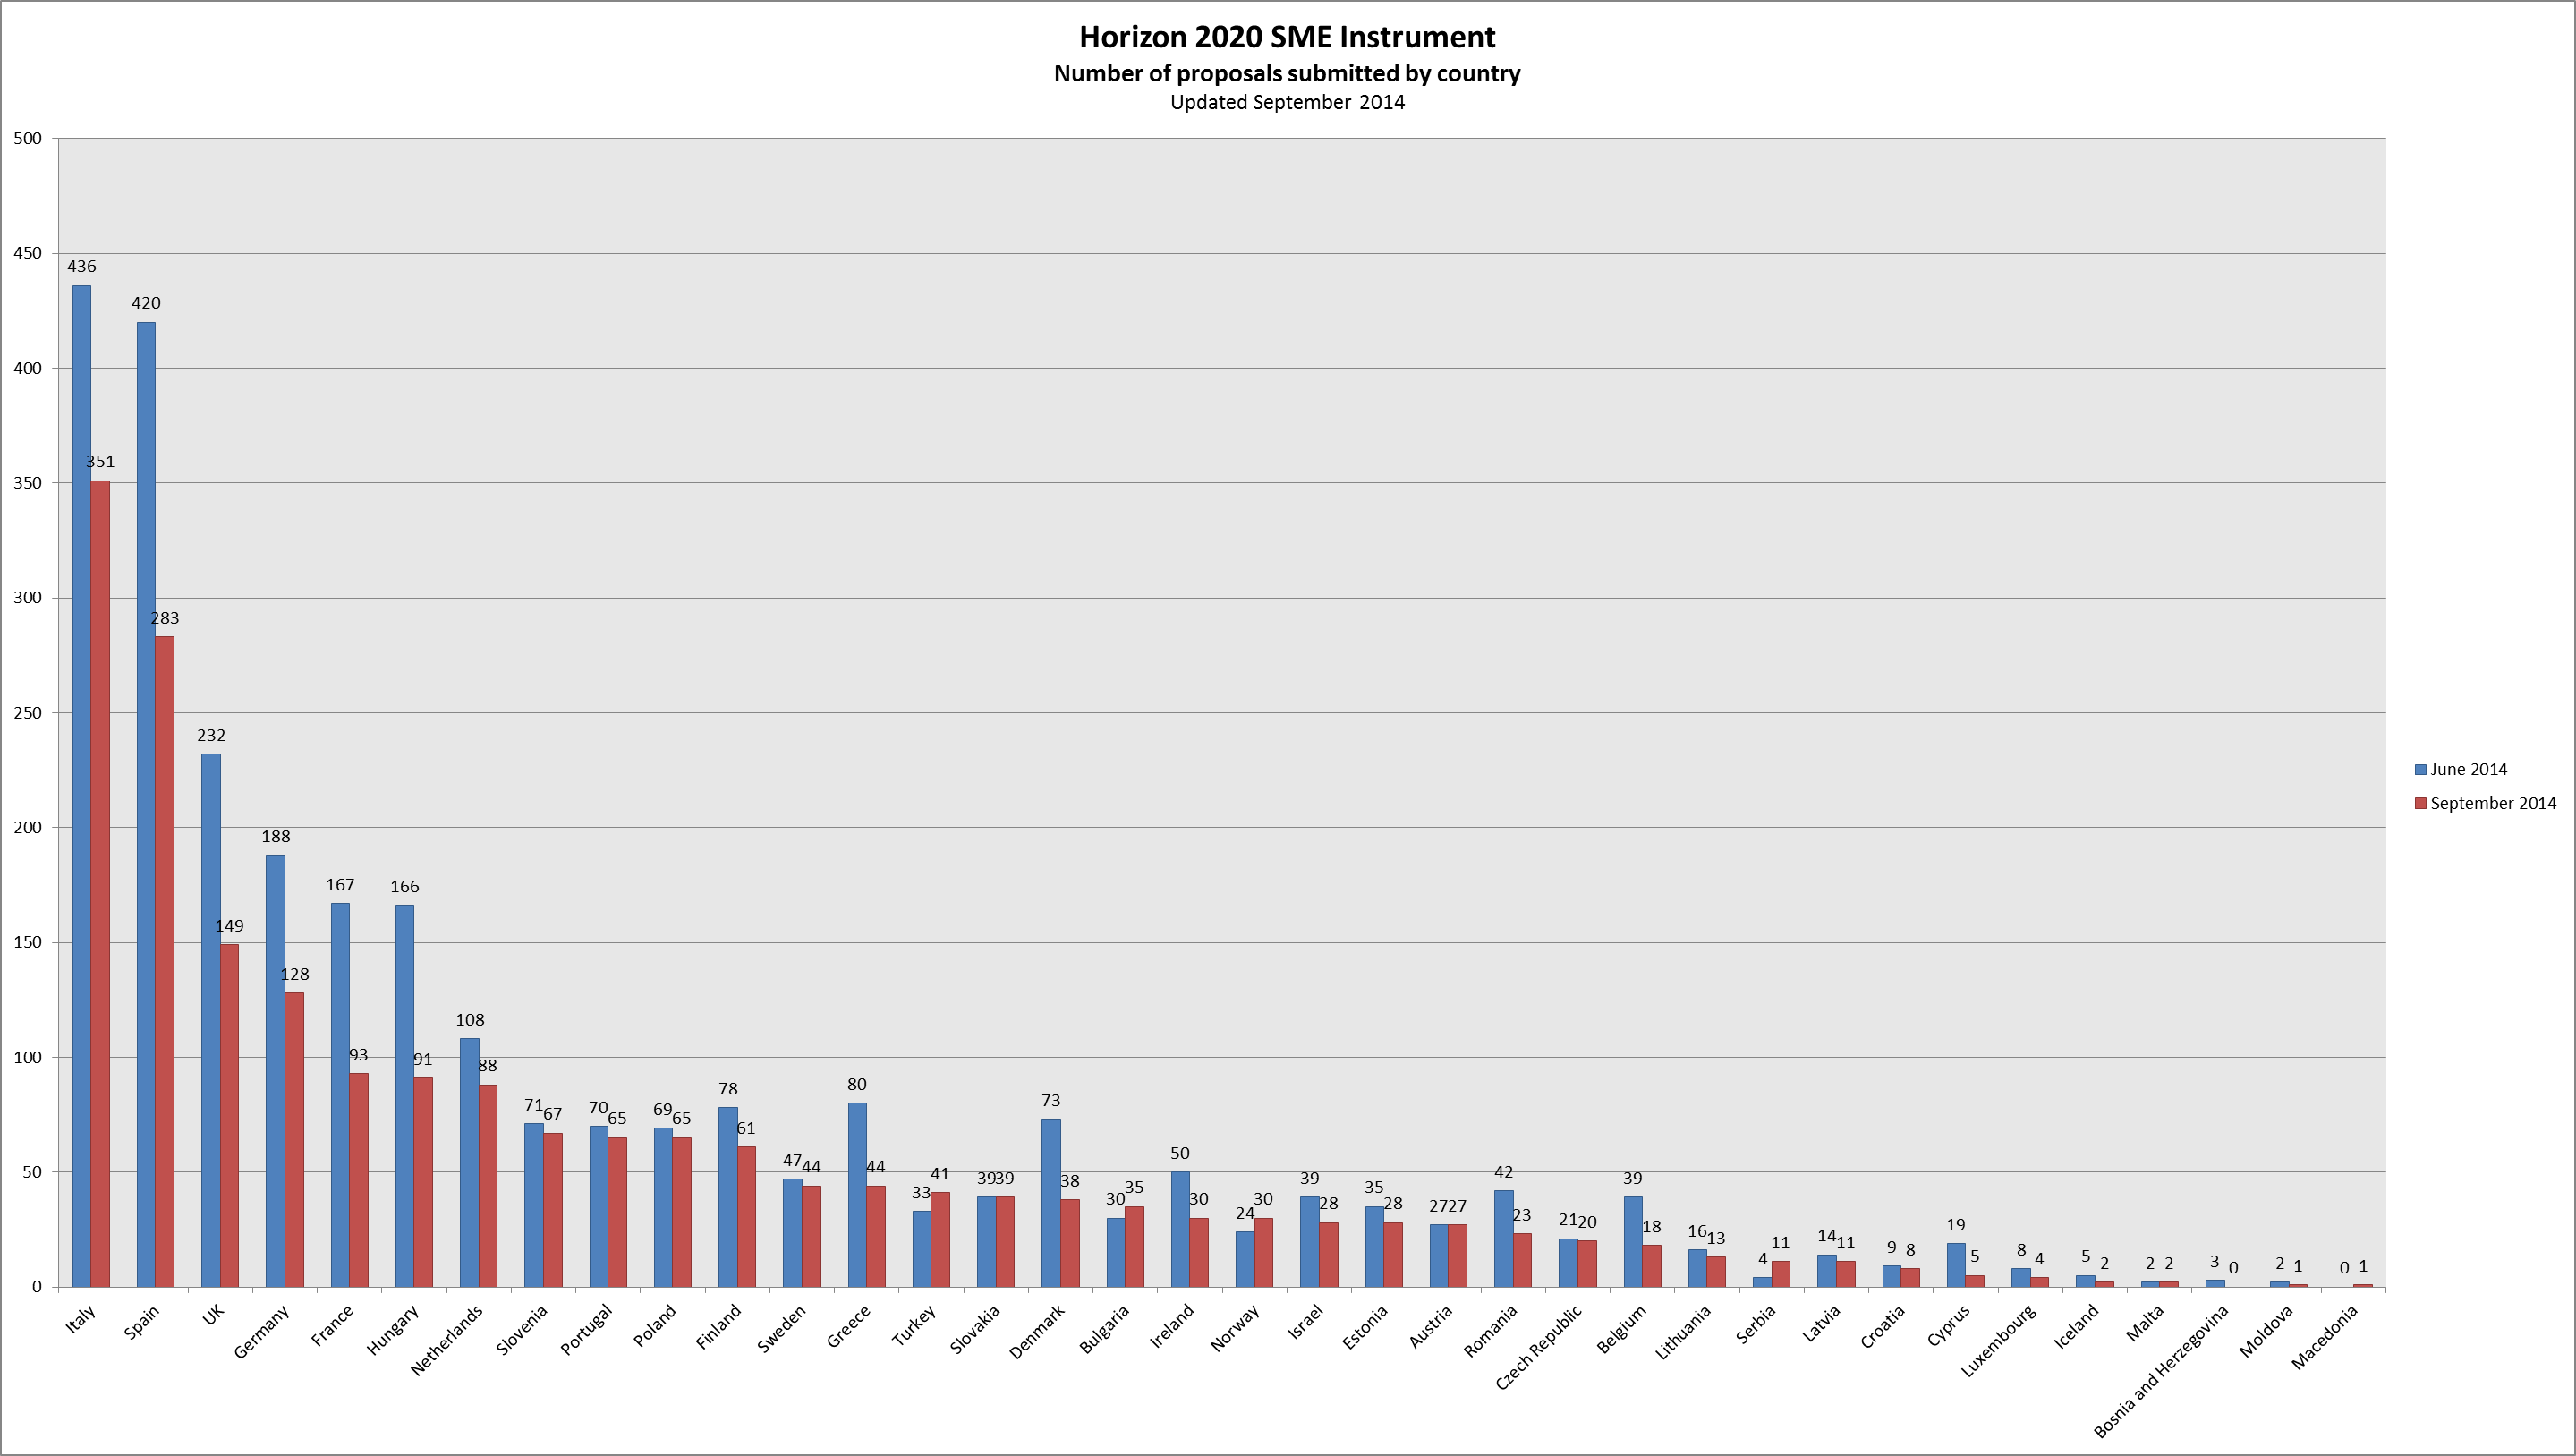 Horizon 2020 SME Instrument
Number of proposals submitted by country
Updated September 2014
500
450
400
350
300
250
200
150
100
50
0
436
351
420
283
232
149
188
128
167
93
166
91
108
88
71
67
70
65
69
65
78
61
47
44
80
44
33
41
39
39
73
38
30
35
50
30
24
30
39
28
35
28
27
27
42
23
21
20
39
18
16
13
4
11
14
11
9
8
19
5
8
4
5
2
2
2
3
0
2
1
0
1
Italy
Spain
UK
Germany
France
Hungary
Netherlands
Slovenia
Portugal
Poland
Finland
Sweden
Greece
Turkey
Slovakia
Denmark
Bulgaria
Ireland
Norway
Israel
Estonia
Austria
Romania
Czech Republic
Belgium
Lithuania
Serbia
Latvia
Croatia
Cyprus
Luxembourg
Iceland
Malta
Bosnia and Herzegovina
Moldova
Macedonia
June 2014
September 2014